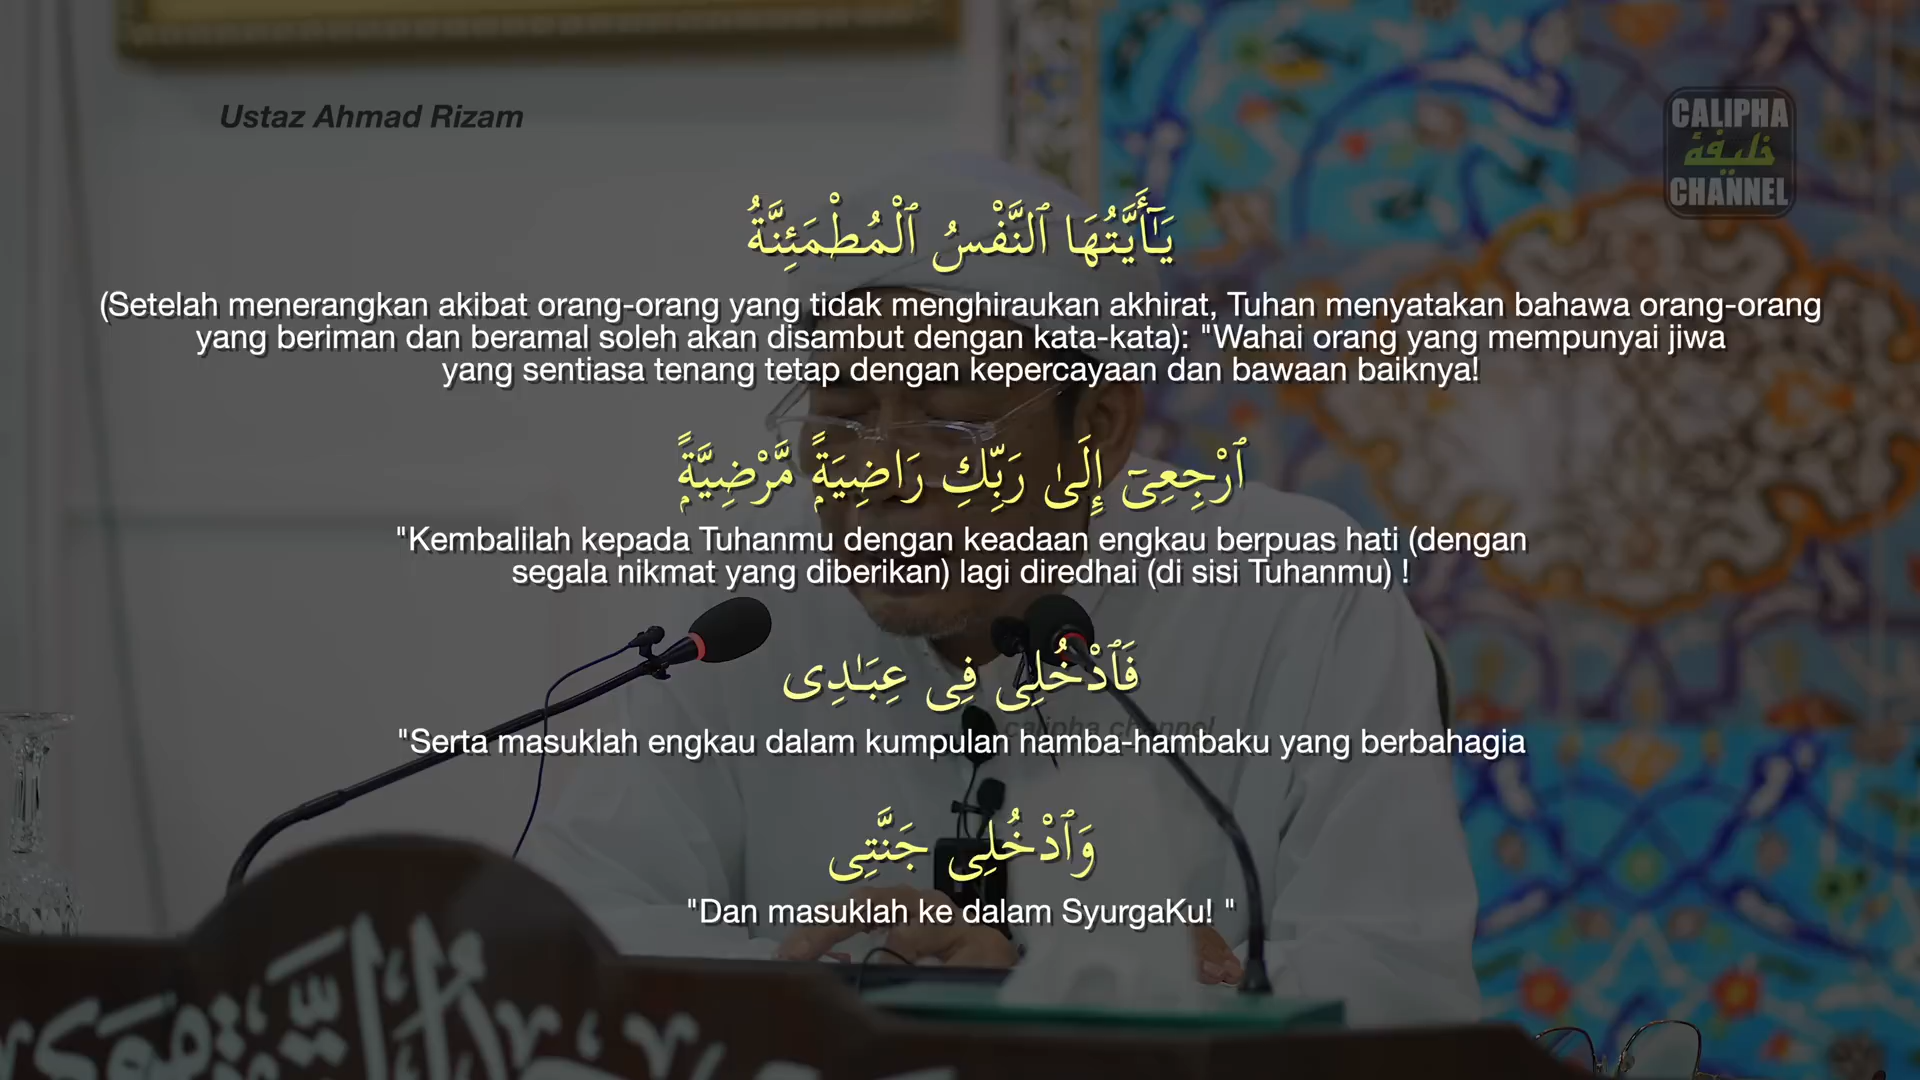 Ustaz Ahmad Rizam
CALIPHA
خليفة
CHANNEL
يَـٰٓأَيَّتُهَا ٱلنَّفْسُ ٱلْمُطْمَئِنَّةُ
(Setelah menerangkan akibat orang-orang yang tidak menghiraukan akhirat, Tuhan menyatakan bahawa orang-orang
yang beriman dan beramal soleh akan disambut dengan kata-kata): "Wahai orang yang mempunyai jiwa
yang sentiasa tenang tetap dengan kepercayaan dan bawaan baiknya!
ٱرْجِعِىٓ إِلَىٰ رَبِّكِ رَاضِيَةًۭ مَّرْضِيَّةًۭ
"Kembalilah kepada Tuhanmu dengan keadaan engkau berpuas hati (dengan
segala nikmat yang diberikan) lagi diredhai (di sisi Tuhanmu) !
فَٱدْخُلِى فِى عِبَـٰدِى
calipha channel
"Serta masuklah engkau dalam kumpulan hamba-hambaku yang berbahagia
وَٱدْخُلِى جَنَّتِى
"Dan masuklah ke dalam SyurgaKu! "